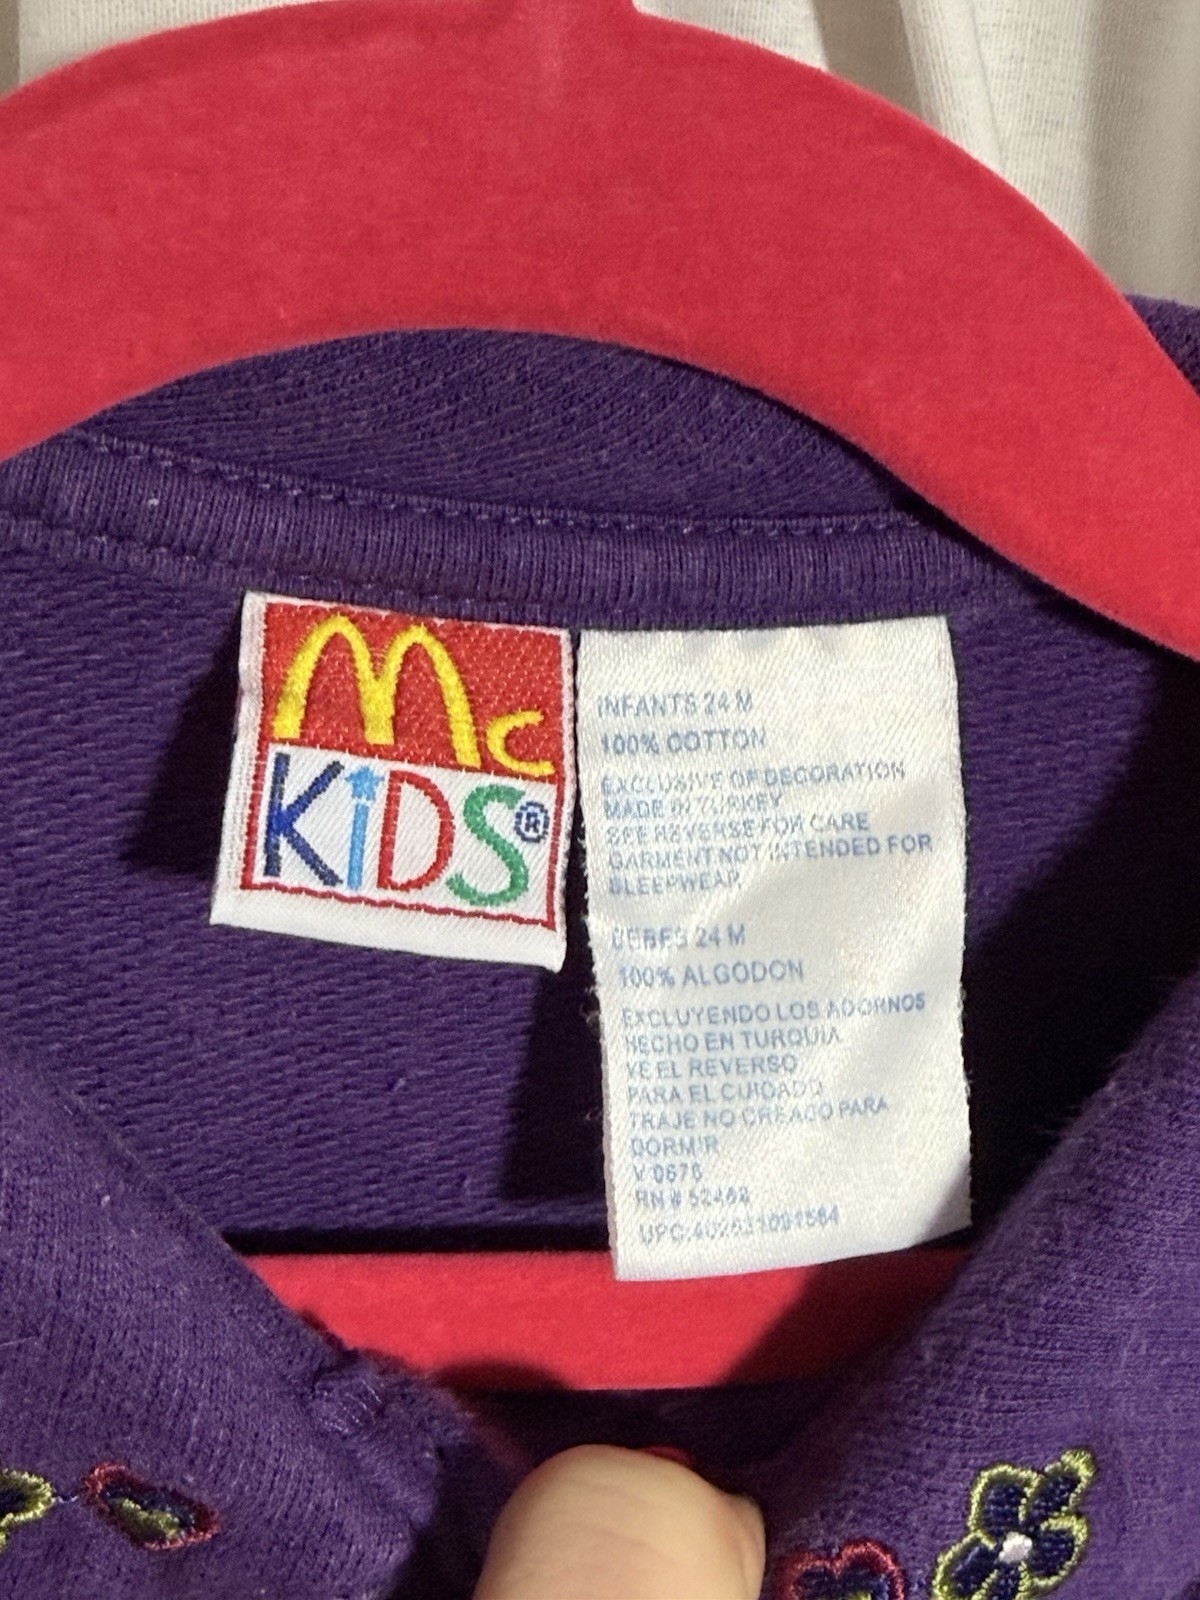 Mc
KiDS®
INFANTS 24 M
100% COTTON
EXCLUSIVE OF DECORATION
MADE IN TURKEY
SEE REVERSE FOR CARE
GARMENT NOT INTENDED FOR
SLEEPWEAR
BEBES 24 M
100% ALGODON
EXCLUYENDO LOS ADORNOS
HECHO EN TURQUIA
VE EL REVERSO
PARA EL CUIDADO
TRAJE NO CREADO PARA
DORMIR
V 0676
RN #